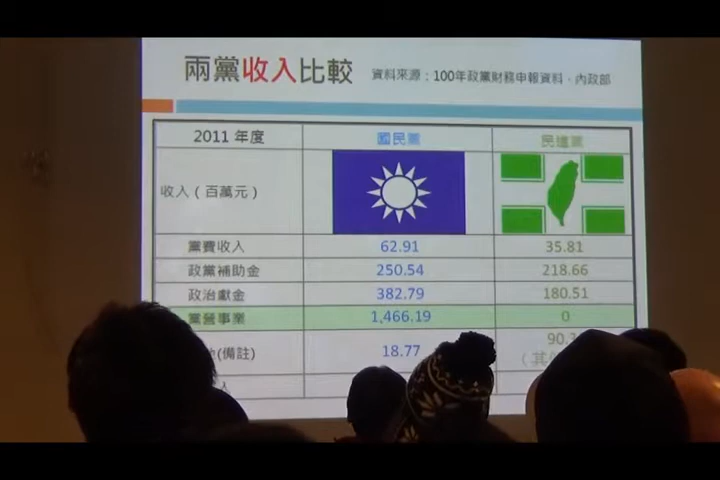 兩黨收入比較 資料來源：100年政黨財務申報資料，內政部
2011 年度 國民黨 民進黨
收入（百萬元）
黨費收入 62.91 35.81
政黨補助金 250.54 218.66
政治獻金 382.79 180.51
黨營事業 1,466.19 0
(備註) 18.77 90.
（其